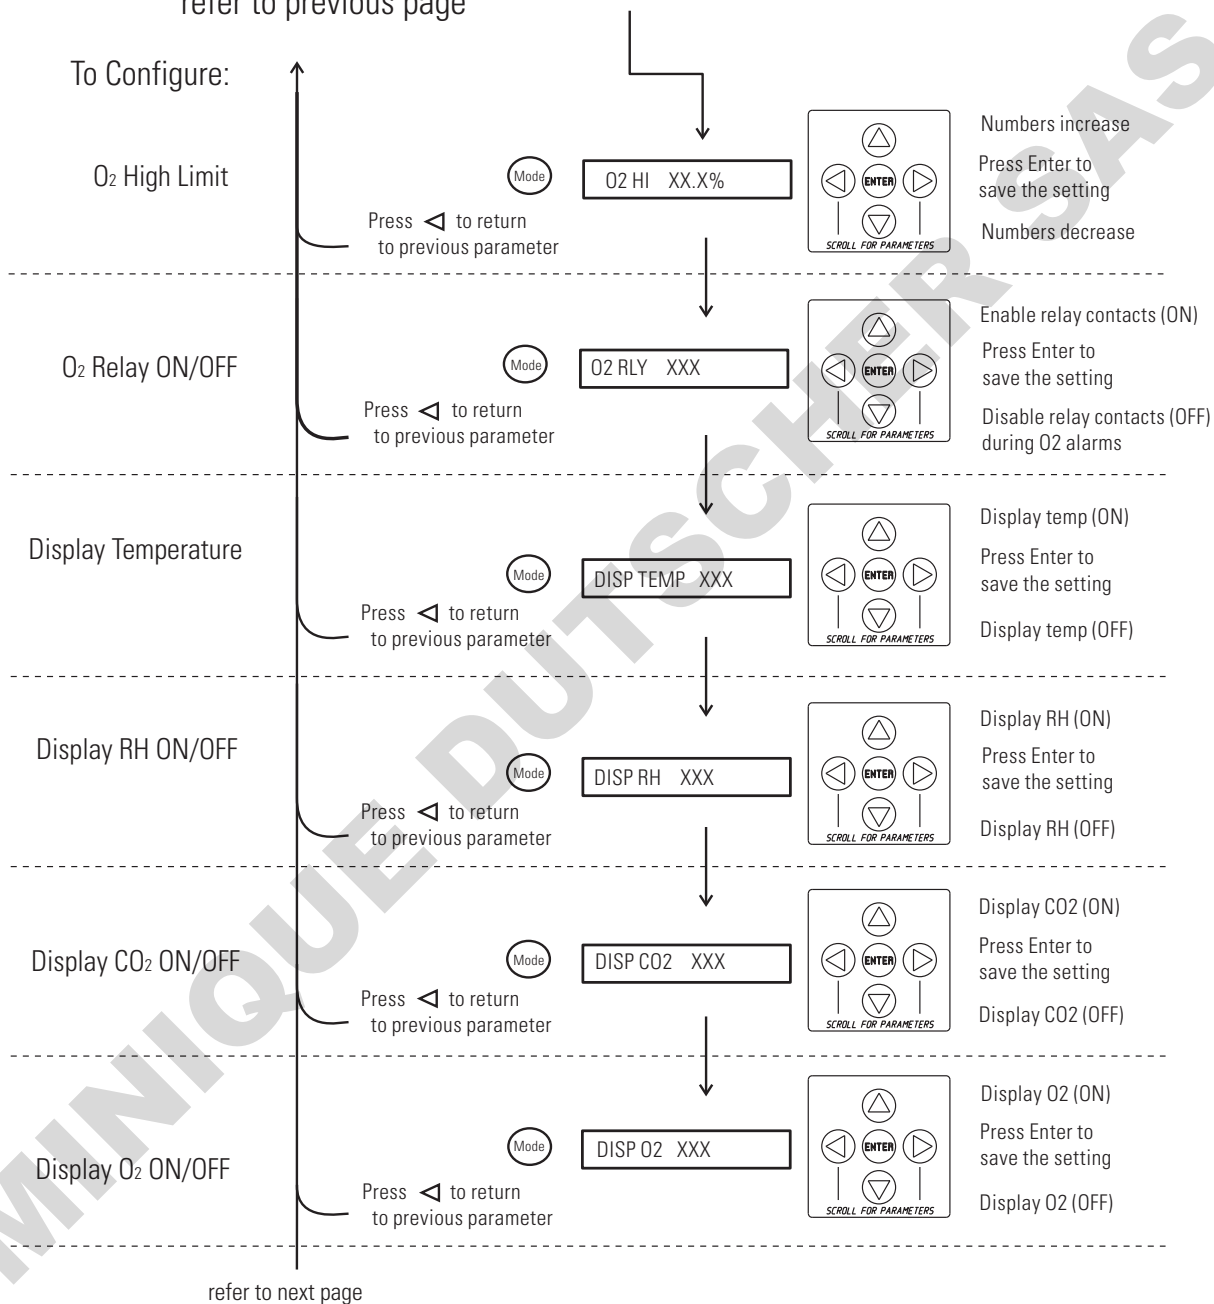 refer to previous page
To Configure:
O2 High Limit
Mode
O2 HI XX.X%
ENTER
SCROLL FOR PARAMETERS
Numbers increase
Press Enter to
save the setting
Numbers decrease
Press ◁ to return
to previous parameter
O2 Relay ON/OFF
Mode
O2 RLY XXX
ENTER
SCROLL FOR PARAMETERS
Enable relay contacts (ON)
Press Enter to
save the setting
Disable relay contacts (OFF)
during O2 alarms
Press ◁ to return
to previous parameter
Display Temperature
Mode
DISP TEMP XXX
ENTER
SCROLL FOR PARAMETERS
Display temp (ON)
Press Enter to
save the setting
Display temp (OFF)
Press ◁ to return
to previous parameter
Display RH ON/OFF
Mode
DISP RH XXX
ENTER
SCROLL FOR PARAMETERS
Display RH (ON)
Press Enter to
save the setting
Display RH (OFF)
Press ◁ to return
to previous parameter
Display CO2 ON/OFF
Mode
DISP CO2 XXX
ENTER
SCROLL FOR PARAMETERS
Display CO2 (ON)
Press Enter to
save the setting
Display CO2 (OFF)
Press ◁ to return
to previous parameter
Display O2 ON/OFF
Mode
DISP O2 XXX
ENTER
SCROLL FOR PARAMETERS
Display O2 (ON)
Press Enter to
save the setting
Display O2 (OFF)
Press ◁ to return
to previous parameter
refer to next page
MINIQUE DUTSCHER SAS